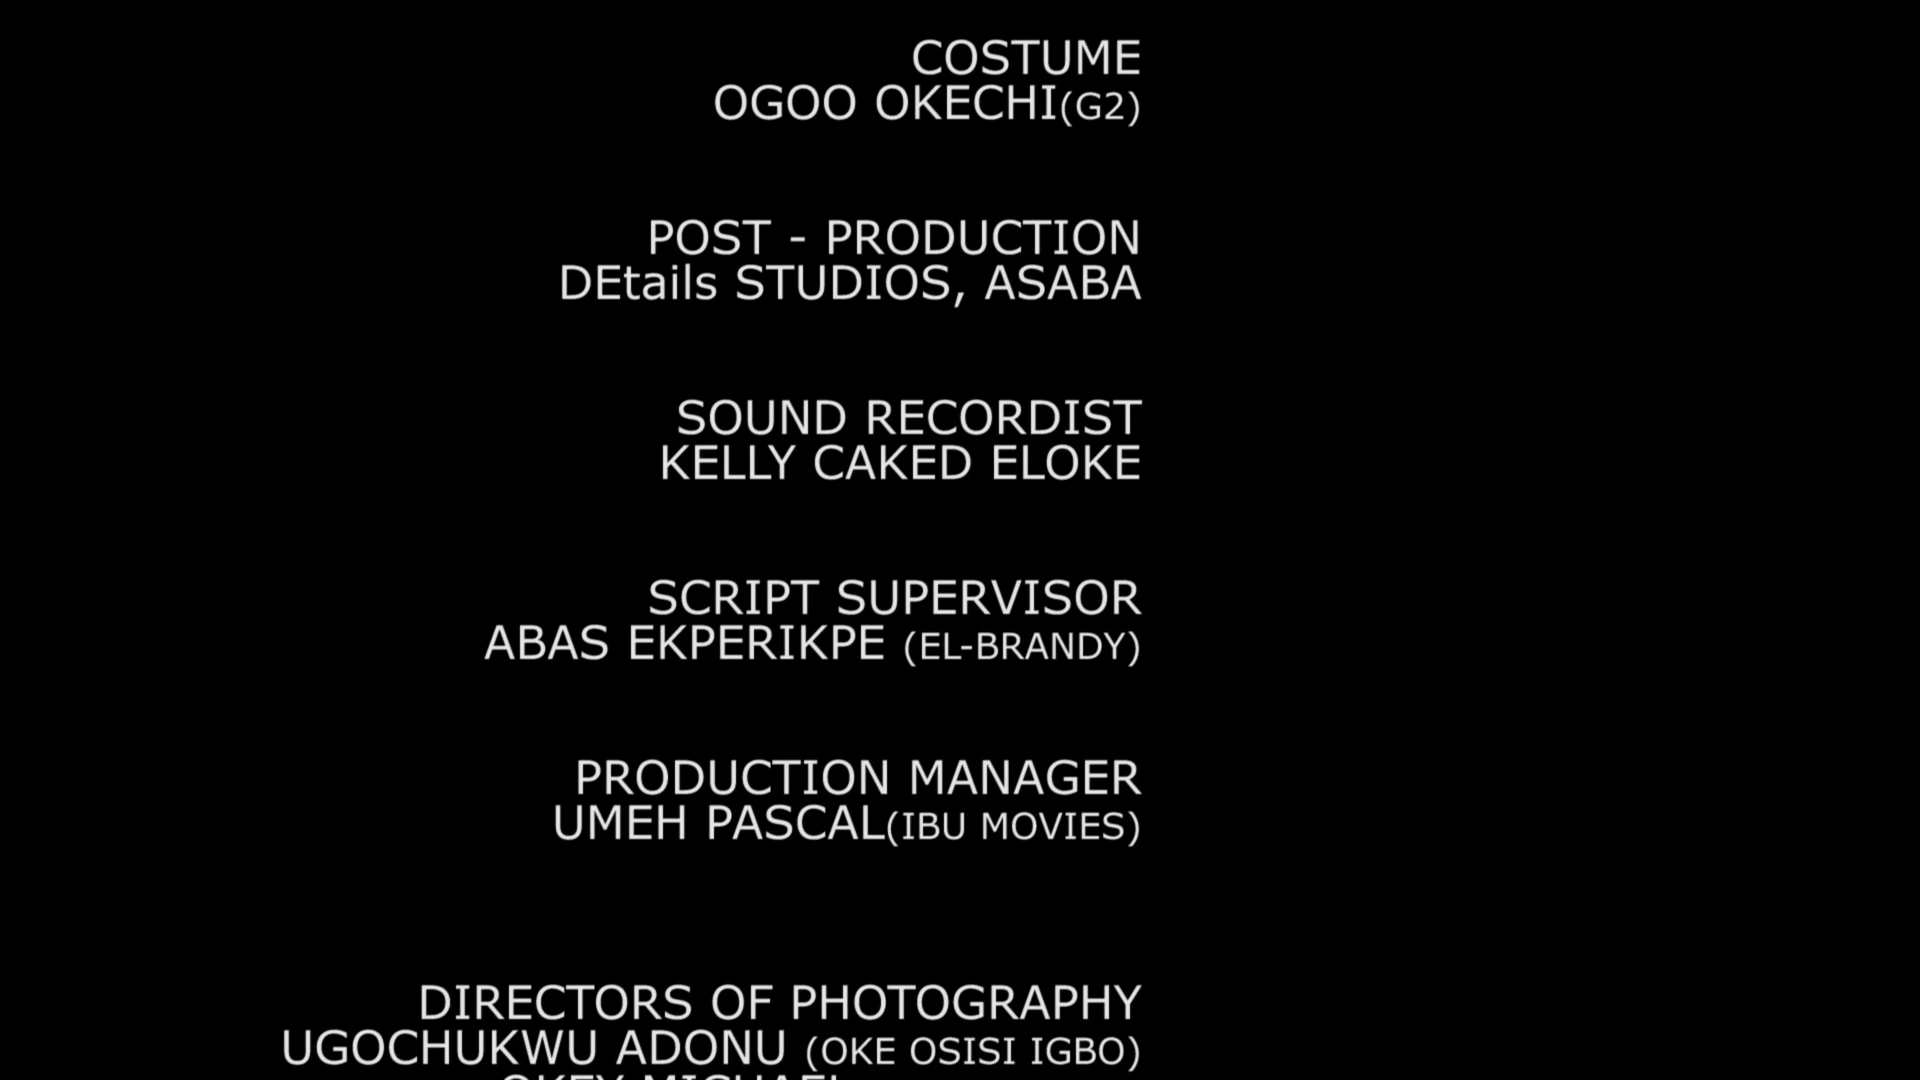 COSTUME
OGOO OKECHI(G2)
POST - PRODUCTION
DEtails STUDIOS, ASABA
SOUND RECORDIST
KELLY CAKED ELOKE
SCRIPT SUPERVISOR
ABAS EKPERIKPE (EL-BRANDY)
PRODUCTION MANAGER
UMEH PASCAL(IBU MOVIES)
DIRECTORS OF PHOTOGRAPHY
UGOCHUKWU ADONU (OKE OSISI IGBO)